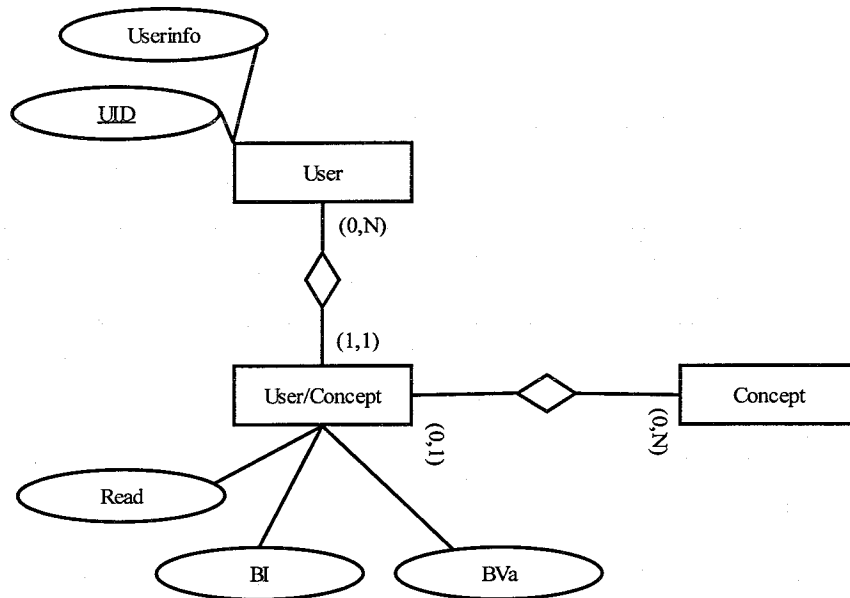 Userinfo
UID
User
(0,N)
(1,1)
User/Concept
Concept
(0,1)
(0,N)
Read
BI
BVa